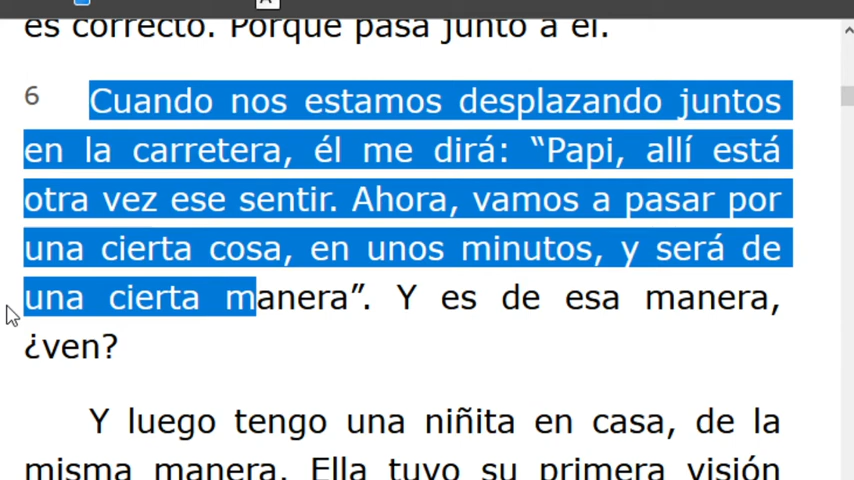 es correcto. Porque pasa junto a él.
6 Cuando nos estamos desplazando juntos
en la carretera, él me dirá: “Papi, allí está
otra vez ese sentir. Ahora, vamos a pasar por
una cierta cosa, en unos minutos, y será de
una cierta manera”. Y es de esa manera,
¿ven?
Y luego tengo una niñita en casa, de la
misma manera. Ella tuvo su primera visión